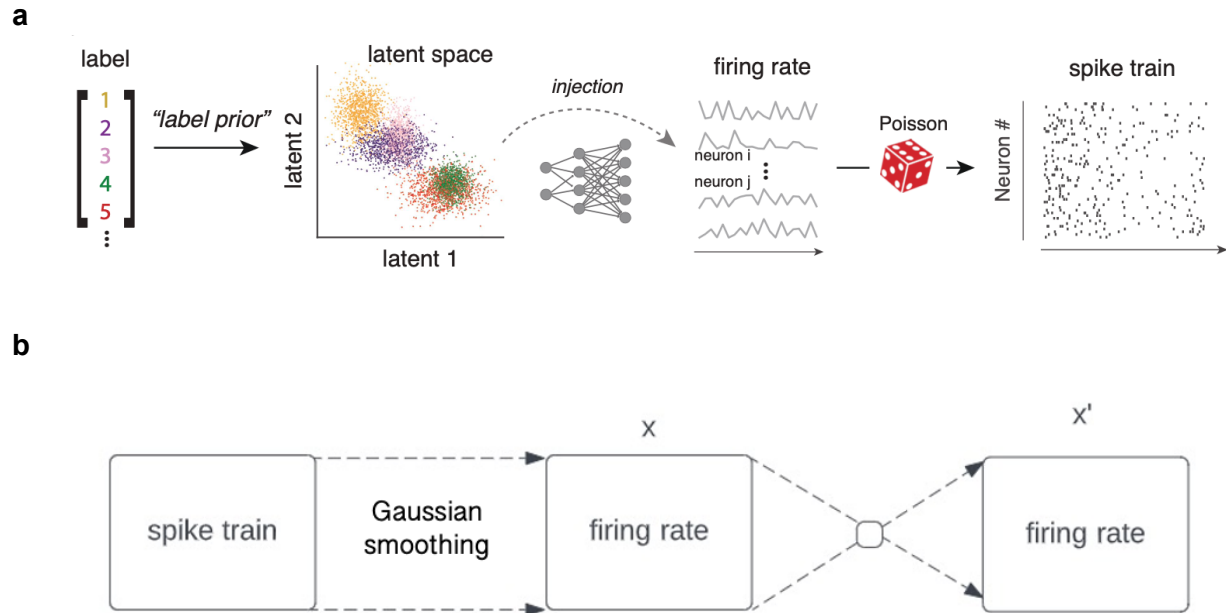 a
label
1
2
3
4
5
“label prior”
latent space
latent 2
latent 1
injection
firing rate
neuron i
neuron j
Poisson
spike train
Neuron #
b
spike train
Gaussian
smoothing
x
firing rate
x'
firing rate